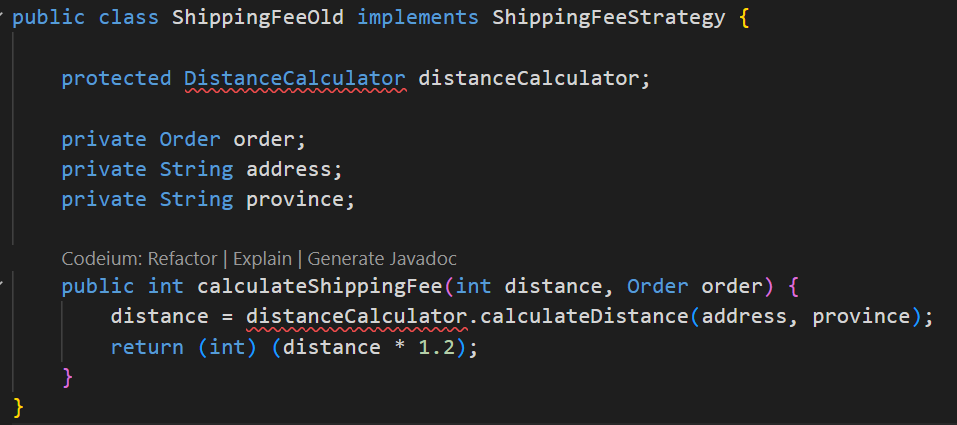 public class ShippingFeeOld implements ShippingFeeStrategy {
protected DistanceCalculator distanceCalculator;
private Order order;
private String address;
private String province;
Codeium: Refactor | Explain | Generate Javadoc
public int calculateShippingFee(int distance, Order order) {
distance = distanceCalculator.calculateDistance(address, province);
return (int) (distance * 1.2);
}
}